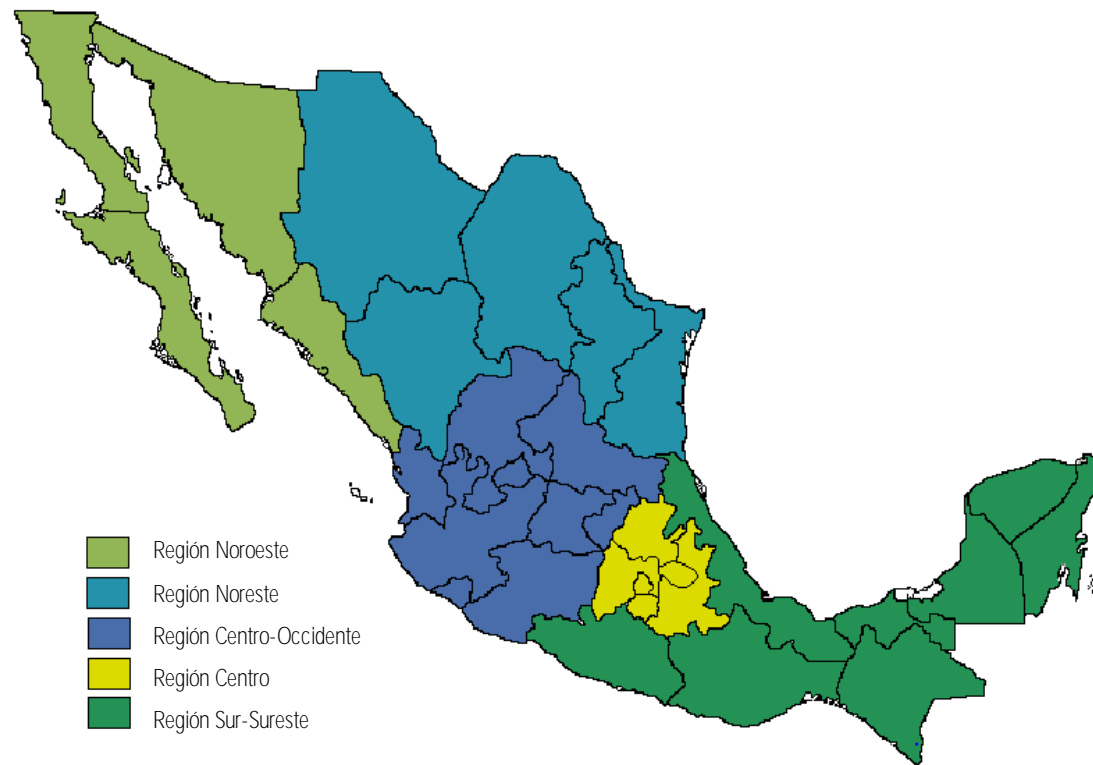 Región Noroeste
Región Noreste
Región Centro-Occidente
Región Centro
Región Sur-Sureste